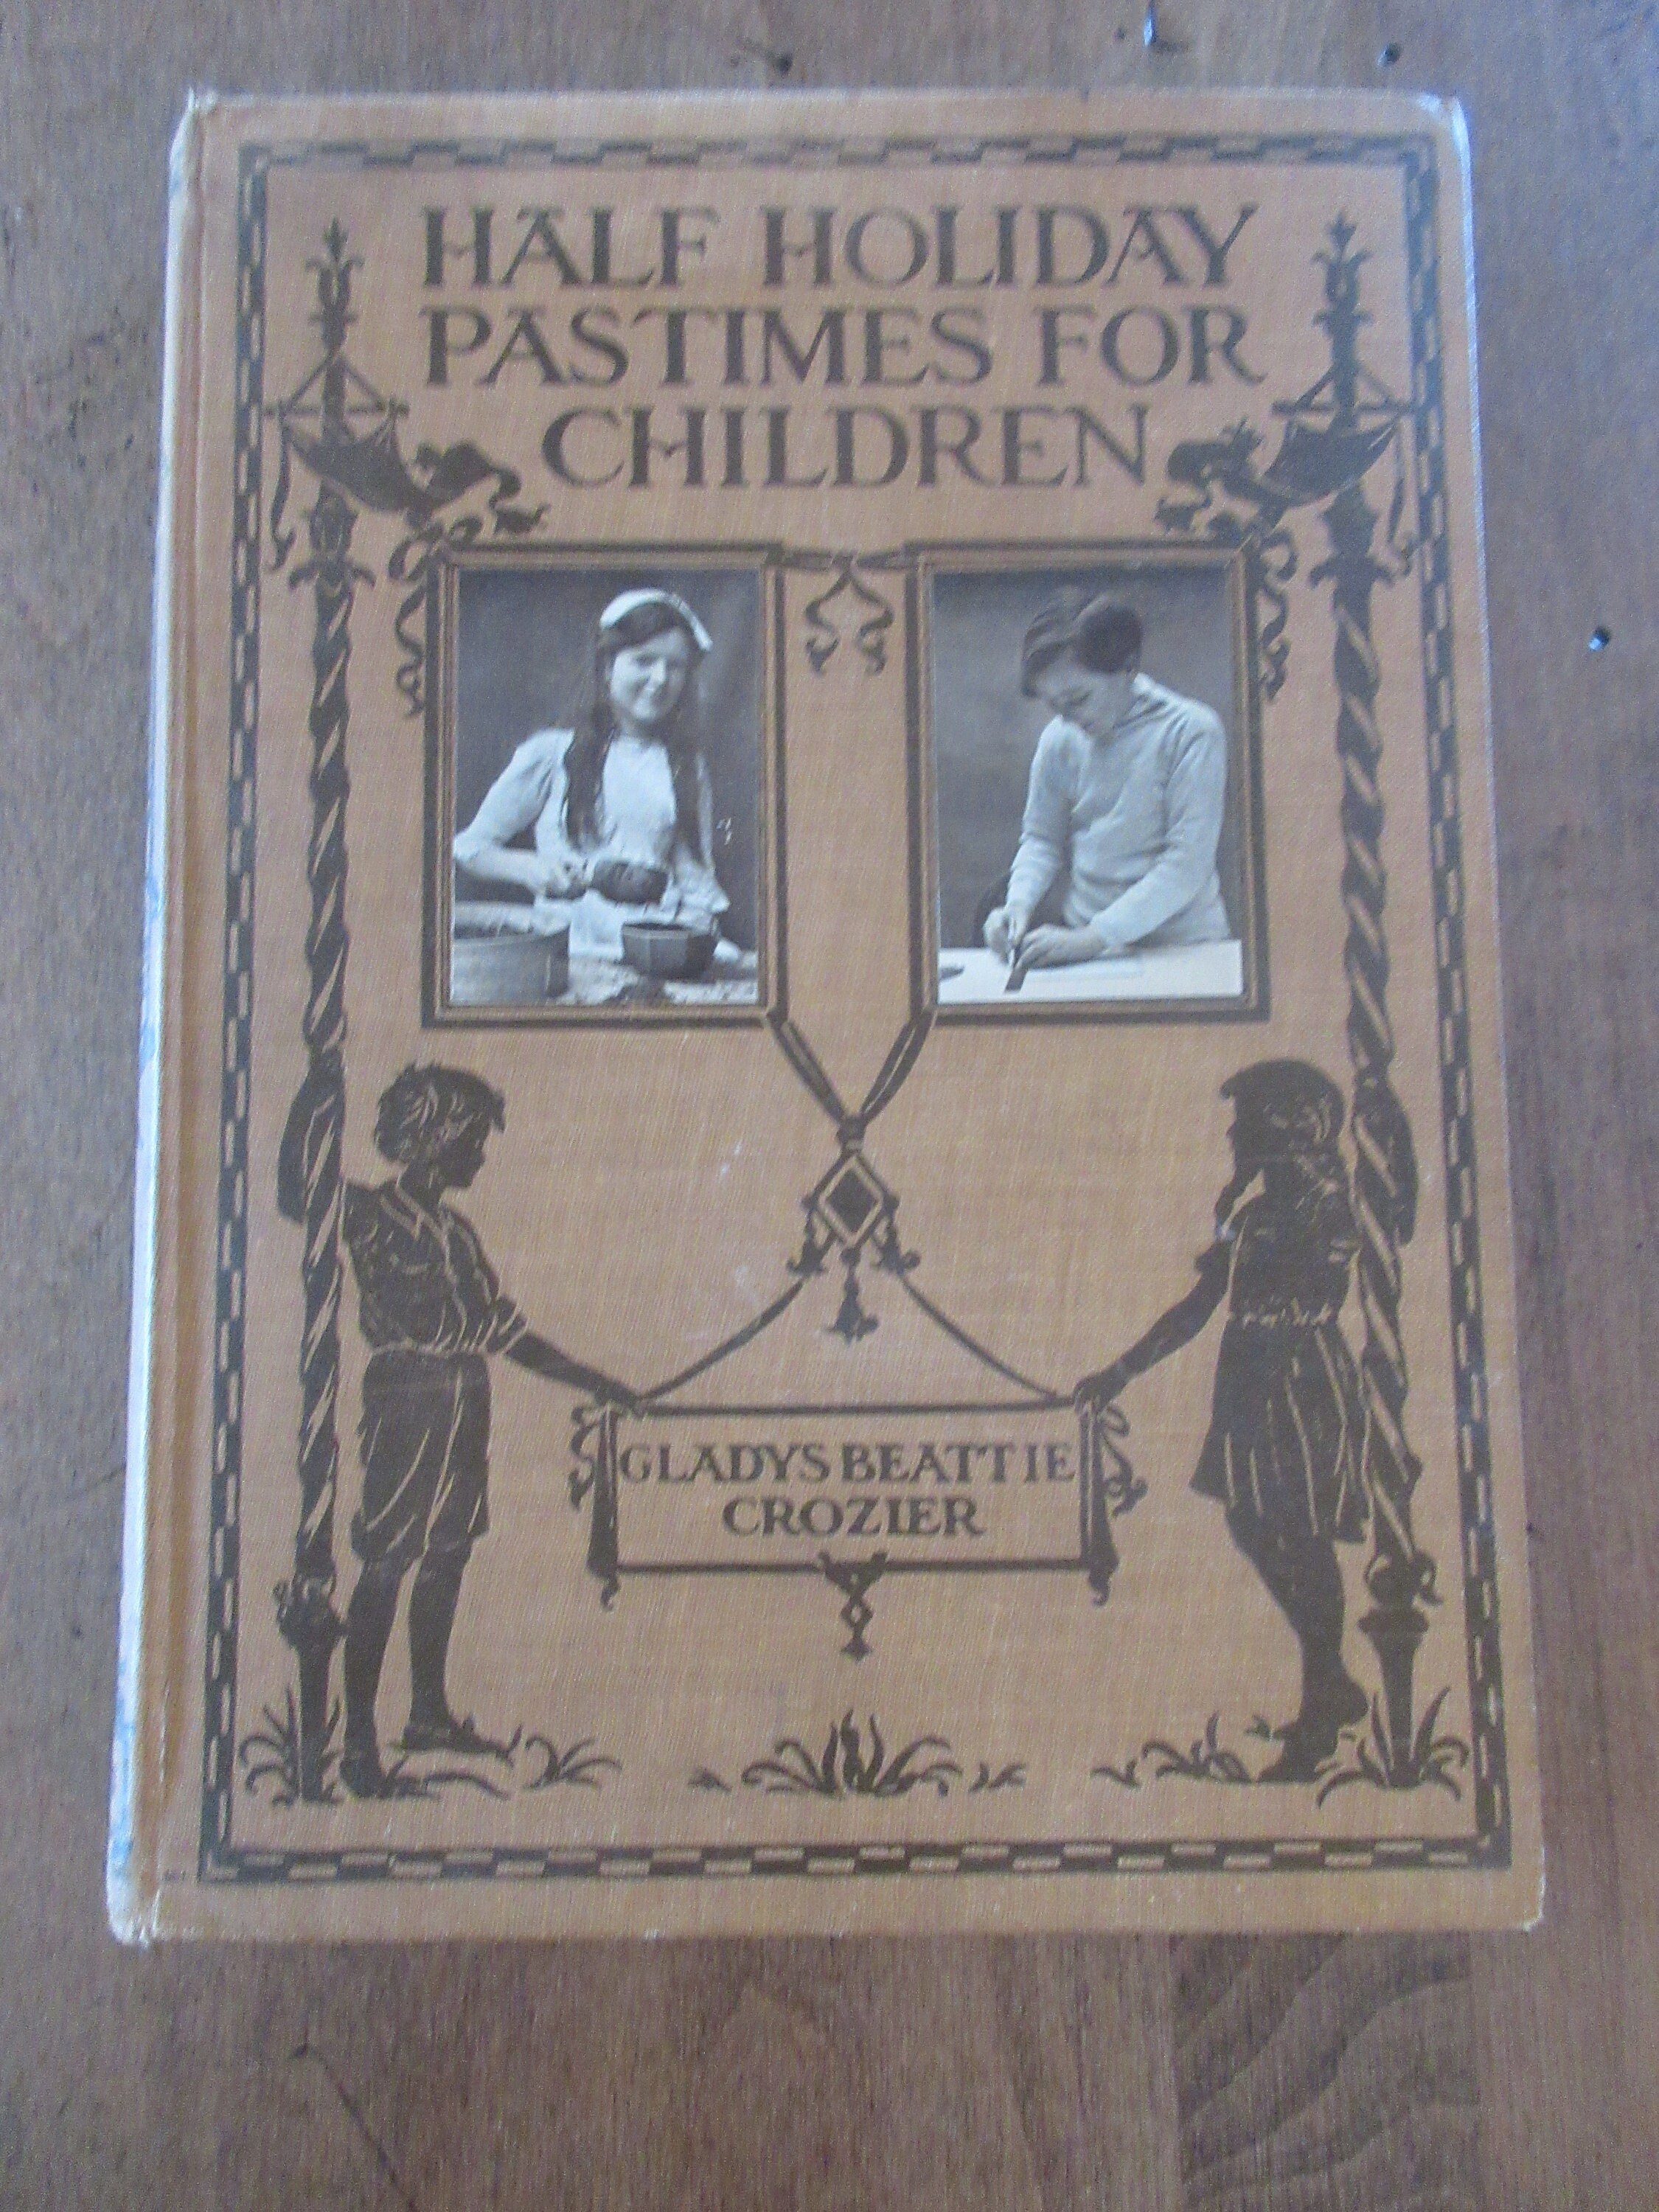 HALF HOLIDAY
PASTIMES FOR
CHILDREN
GLADYS BEATTIE
CROZIER